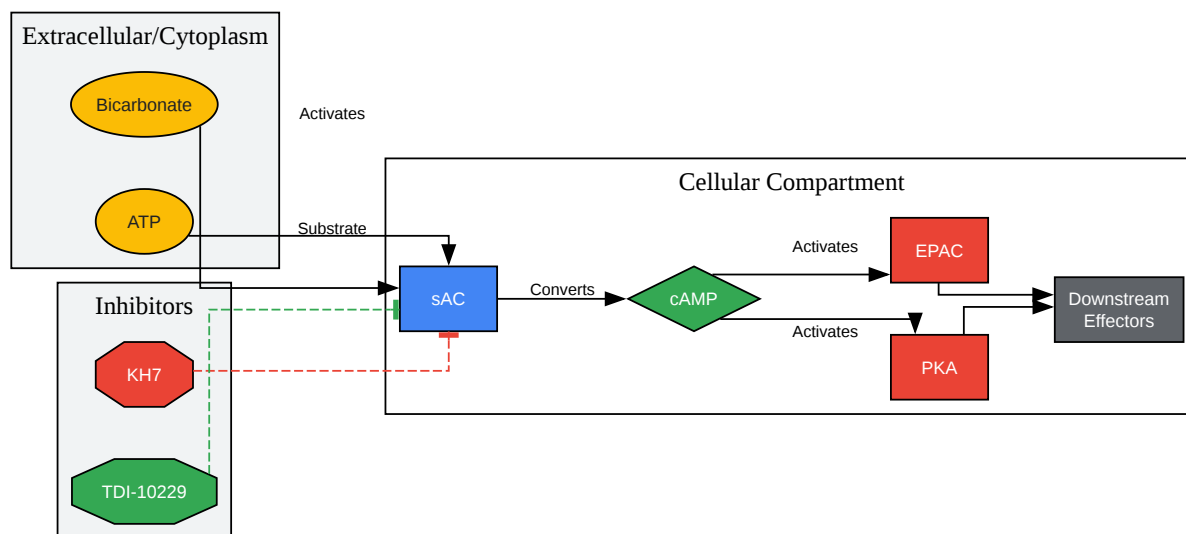 Extracellular/Cytoplasm
Bicarbonate
Activates
ATP
Substrate
Cellular Compartment
Inhibitors
KH7
TDI-10229
sAC
Converts
cAMP
Activates
EPAC
Activates
PKA
Downstream
Effectors